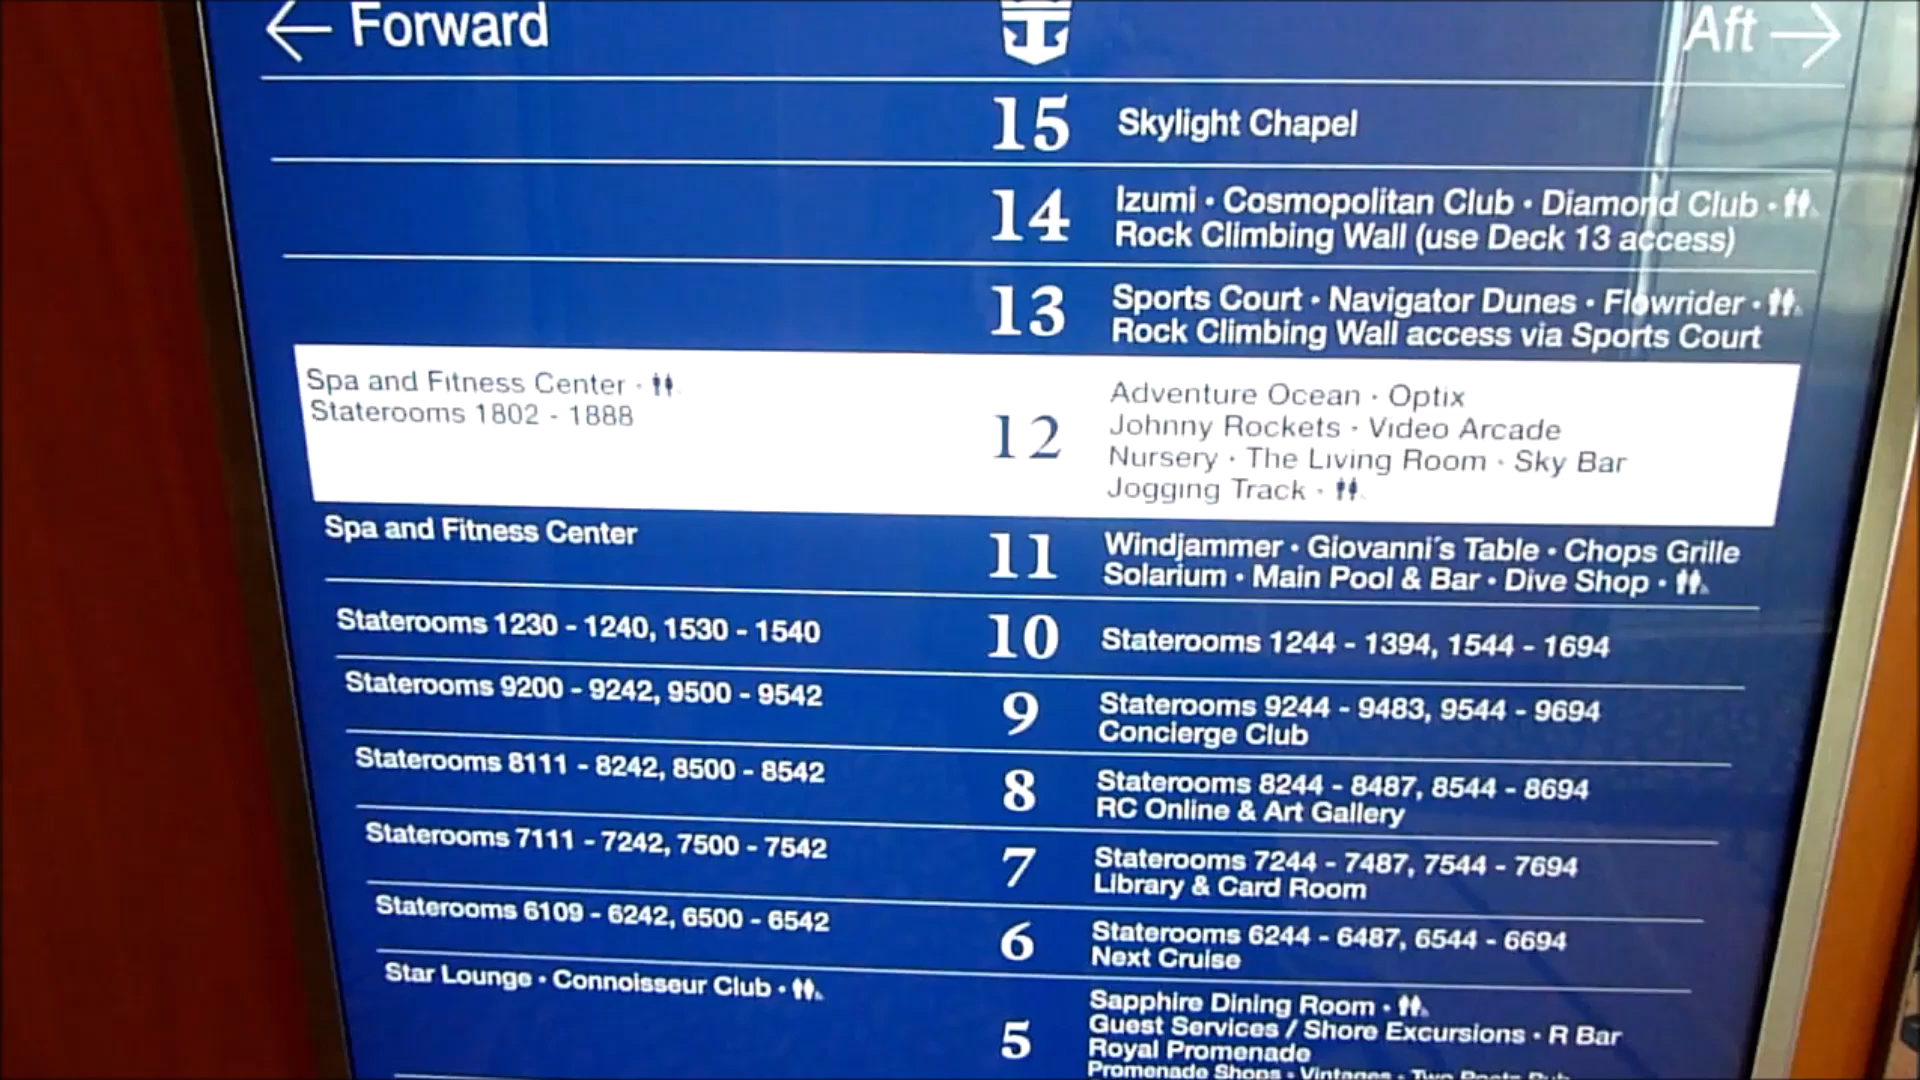 ← Forward
Aft →
15 Skylight Chapel
14 Izumi • Cosmopolitan Club • Diamond Club •
Rock Climbing Wall (use Deck 13 access)
13 Sports Court • Navigator Dunes • Flowrider •
Rock Climbing Wall access via Sports Court
Spa and Fitness Center •
Staterooms 1802 - 1888
12
Adventure Ocean • Optix
Johnny Rockets • Video Arcade
Nursery • The Living Room • Sky Bar
Jogging Track •
Spa and Fitness Center
11
Windjammer • Giovanni's Table • Chops Grille
Solarium • Main Pool & Bar • Dive Shop •
Staterooms 1230 - 1240, 1530 - 1540
10
Staterooms 1244 - 1394, 1544 - 1694
Staterooms 9200 - 9242, 9500 - 9542
9
Staterooms 9244 - 9483, 9544 - 9694
Concierge Club
Staterooms 8111 - 8242, 8500 - 8542
8
Staterooms 8244 - 8487, 8544 - 8694
RC Online & Art Gallery
Staterooms 7111 - 7242, 7500 - 7542
7
Staterooms 7244 - 7487, 7544 - 7694
Library & Card Room
Staterooms 6109 - 6242, 6500 - 6542
6
Staterooms 6244 - 6487, 6544 - 6694
Next Cruise
Star Lounge • Connoisseur Club •
5
Sapphire Dining Room •
Guest Services / Shore Excursions • R Bar
Royal Promenade
Promenade Shops • Vintages •